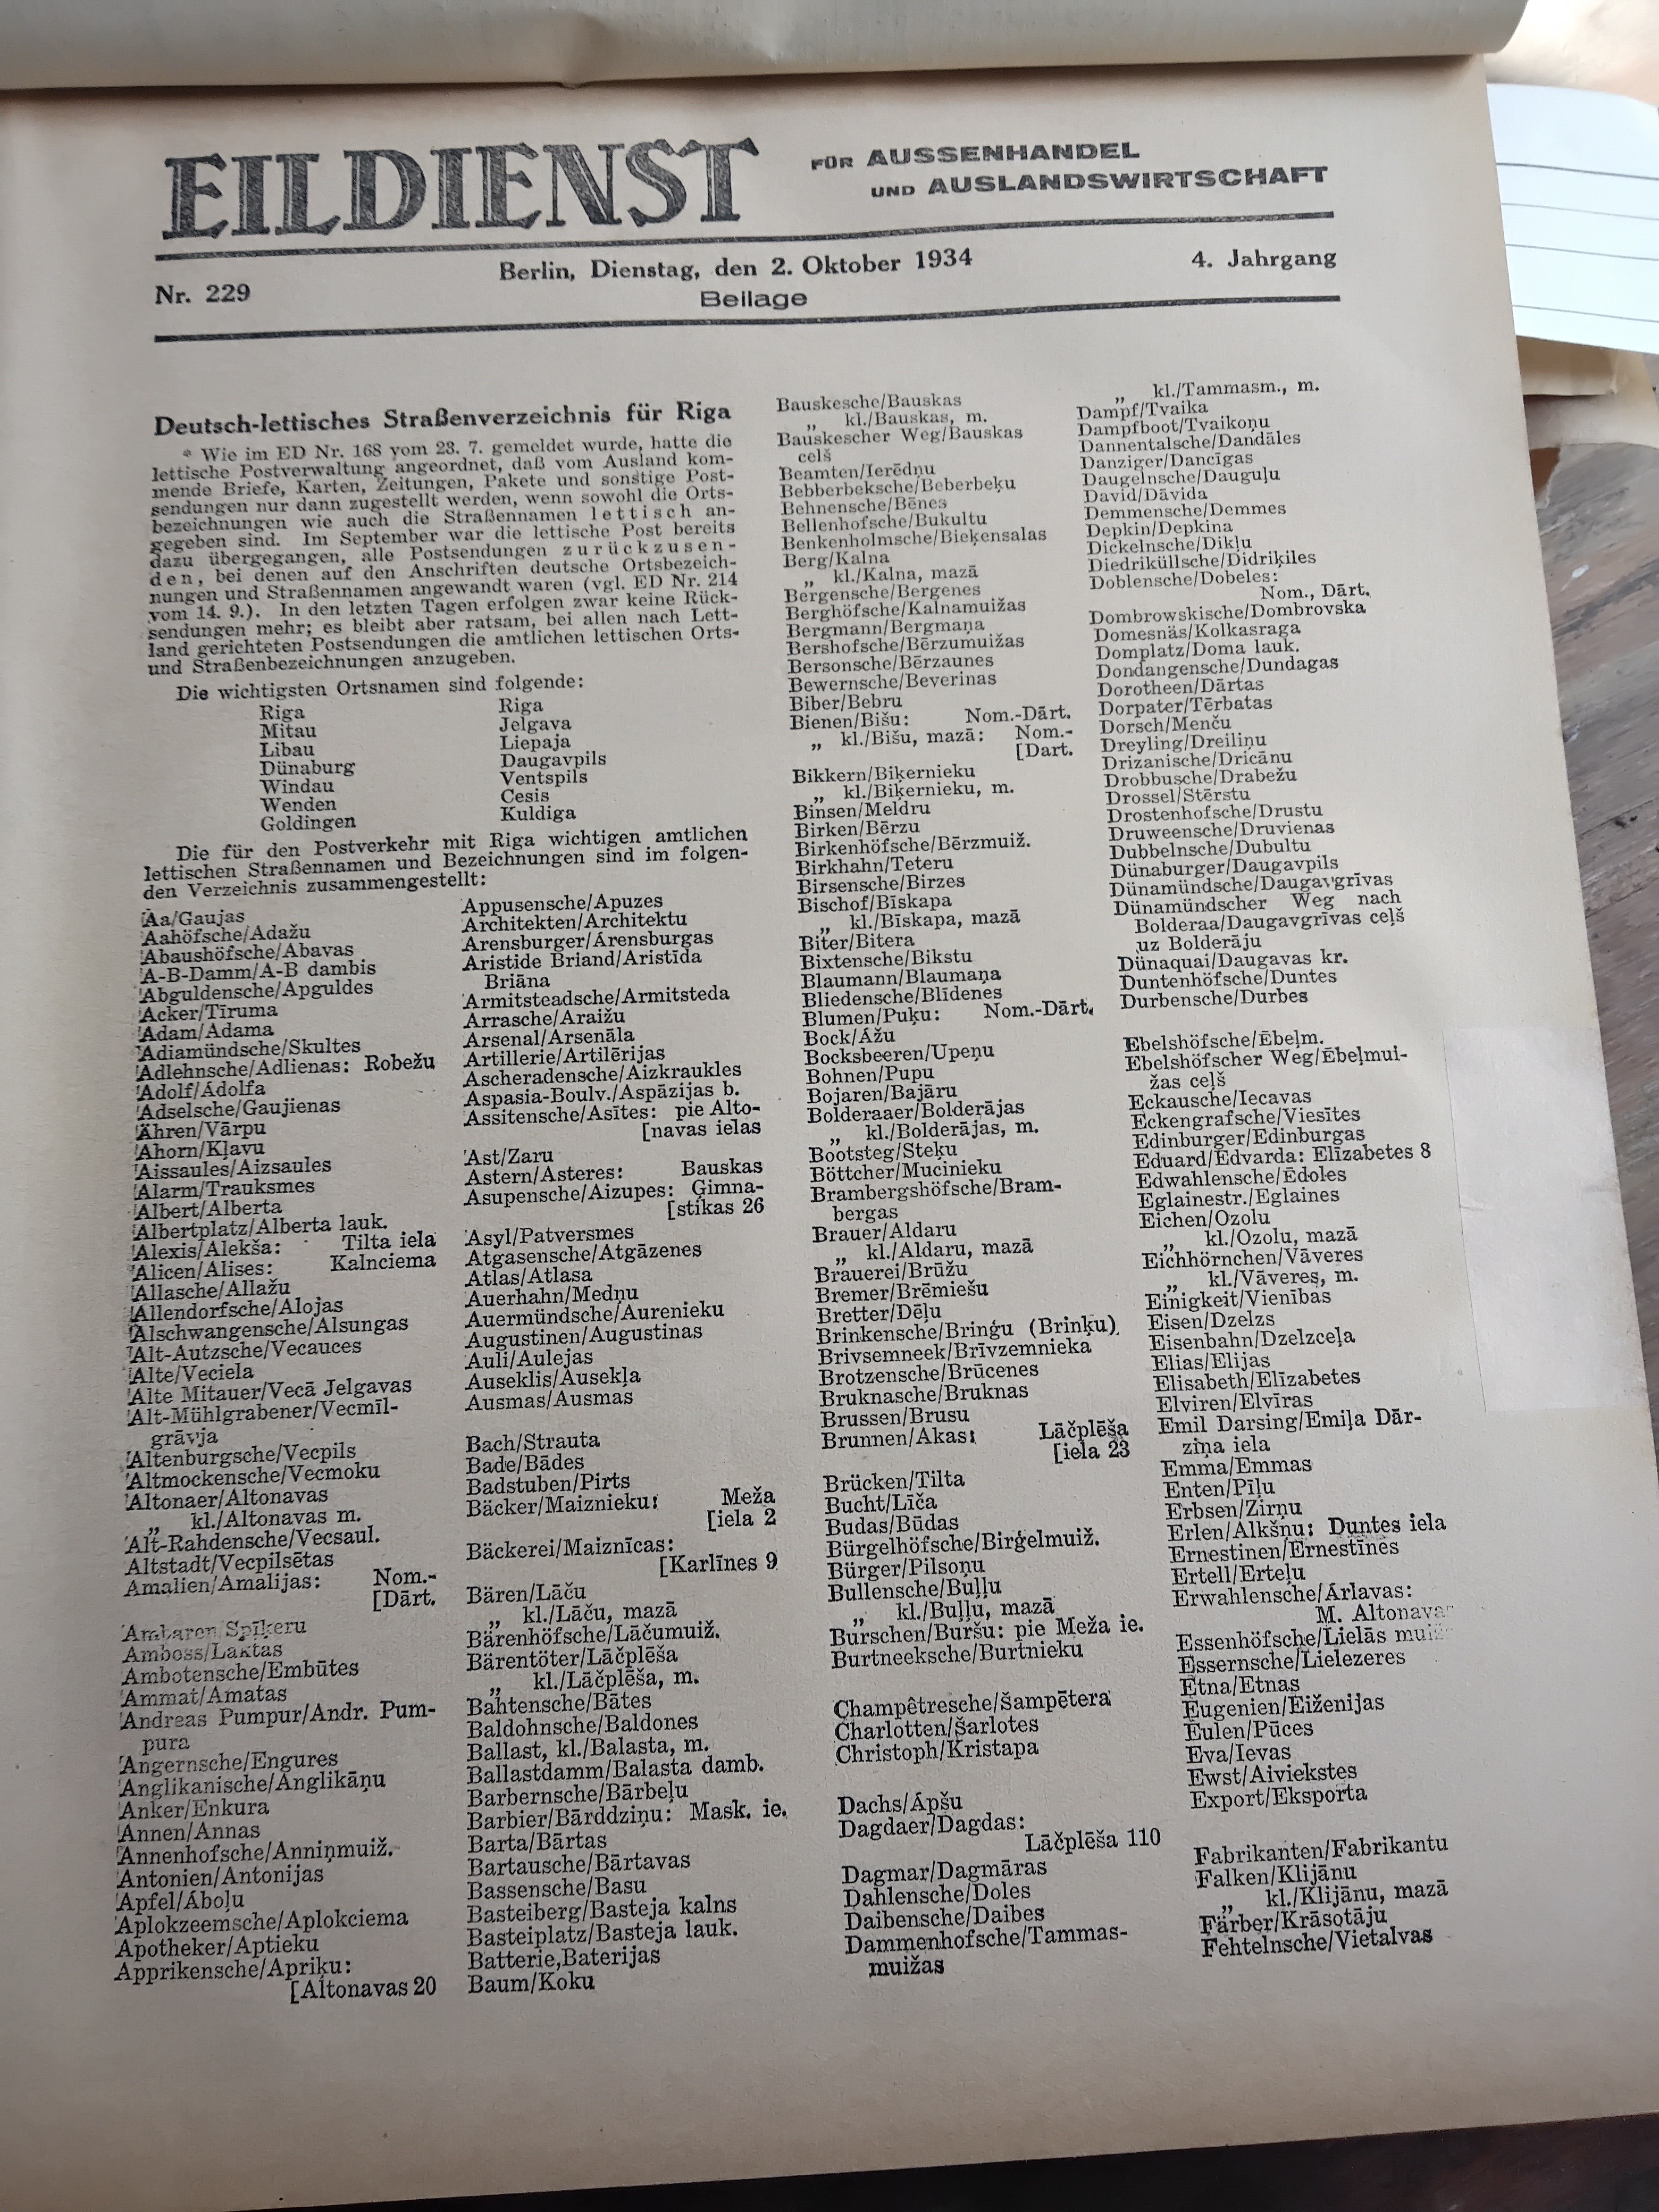 EILDIENST
FÜR AUSSENHANDEL
UND AUSLANDSWIRTSCHAFT
Nr. 229
Berlin, Dienstag, den 2. Oktober 1934
Beilage
4. Jahrgang
Deutsch-lettisches Straßenverzeichnis für Riga
* Wie im ED Nr. 168 vom 23. 7. gemeldet wurde, hatte die
lettische Postverwaltung angeordnet, daß vom Ausland kom-
mende Briefe, Karten, Zeitungen, Pakete und sonstige Post-
sendungen nur dann zugestellt werden, wenn sowohl die Orts-
bezeichnungen wie auch die Straßennamen lettisch an-
gegeben sind. Im September war die lettische Post bereits
dazu übergegangen, alle Postsendungen zurückzusen-
den, bei denen auf den Anschriften deutsche Ortsbezeich-
nungen und Straßennamen angewandt waren (vgl. ED Nr. 214
vom 14. 9.). In den letzten Tagen erfolgen zwar keine Rück-
sendungen mehr; es bleibt aber ratsam, bei allen nach Lett-
land gerichteten Postsendungen die amtlichen lettischen Orts-
und Straßenbezeichnungen anzugeben.
Die wichtigsten Ortsnamen sind folgende:
Riga Riga
Mitau Jelgava
Libau Liepaja
Dünaburg Daugavpils
Windau Ventspils
Wenden Cesis
Goldingen Kuldiga
Die für den Postverkehr mit Riga wichtigen amtlichen
lettischen Straßennamen und Bezeichnungen sind im folgen-
den Verzeichnis zusammengestellt:
Aa/Gaujas
Aahöfsche/Adažu
Abaushöfsche/Abavas
A-B-Damm/A-B dambis
Abguldensche/Apguldes
Acker/Tīruma
Adam/Adama
Adiamündsche/Skultes
Adlehnsche/Adlienas: Robežu
Adolf/Ādolfa
Adselsche/Gaujienas
Ähren/Vārpu
Ahorn/Kļavu
Aissaules/Aizsaules
Alarm/Trauksmes
Albert/Alberta
Albertplatz/Alberta lauk.
Alexis/Alekša: Tilta iela
Alicen/Alises: Kalnciema
Allasche/Allažu
Allendorfsche/Alojas
Alschwangensche/Alsungas
Alt-Autzsche/Vecauces
Alte/Veciela
Alte Mitauer/Vecā Jelgavas
Alt-Mühlgrabener/Vecmīl-
grāvja
Altenburgsche/Vecpils
Altmockensche/Vecmoku
Altonaer/Altonavas
„ kl./Altonavas m.
Alt-Rahdensche/Vecsaul.
Altstadt/Vecpilsētas
Amalien/Amalijas: Nom.-
[Dārt.
Ambaren/Spīķeru
Amboss/Laktas
Ambotensche/Embūtes
Ammat/Amatas
Andreas Pumpur/Andr. Pum-
pura
Angernsche/Engures
Anglikanische/Anglikāņu
Anker/Enkura
Annen/Annas
Annenhofsche/Anniņmuiž.
Antonien/Antonijas
Apfel/Āboļu
Aplokzeemsche/Aplokciema
Apotheker/Aptieku
Apprikensche/Apriķu:
[Altonavas 20
Appusensche/Apuzes
Architekten/Architektu
Arensburger/Ārensburgas
Aristide Briand/Aristīda
Briāna
Armitsteadsche/Armitsteda
Arrasche/Araižu
Arsenal/Arsenāla
Artillerie/Artilērijas
Ascheradensche/Aizkraukles
Aspasia-Boulv./Aspāzijas b.
Assitensche/Asītes: pie Alto-
[navas ielas
Ast/Zaru
Astern/Asteres: Bauskas
Asupensche/Aizupes: Ģimna-
[stikas 26
Asyl/Patversmes
Atgasensche/Atgāzenes
Atlas/Atlasa
Auerhahn/Medņu
Auermündsche/Aurenieku
Augustinen/Augustinas
Auli/Aulejas
Auseklis/Ausekļa
Ausmas/Ausmas
Bach/Strauta
Bade/Bādes
Badstuben/Pirts
Bäcker/Maiznieku: Meža
[iela 2
Bäckerei/Maiznīcas:
[Karlīnes 9
Bären/Lāču
„ kl./Lāču, mazā
Bärenhöfsche/Lāčumuiž.
Bärentöter/Lāčplēša
„ kl./Lāčplēša, m.
Bahtensche/Bātes
Baldohnsche/Baldones
Ballast, kl./Balasta, m.
Ballastdamm/Balasta damb.
Barbernsche/Bārbeļu
Barbier/Bārddziņu: Mask. ie.
Barta/Bārtas
Bartausche/Bārtavas
Bassensche/Basu
Basteiberg/Basteja kalns
Basteiplatz/Basteja lauk.
Batterie,Baterijas
Baum/Koku
Bauskesche/Bauskas
„ kl./Bauskas, m.
Bauskescher Weg/Bauskas
celš
Beamten/Ierēdņu
Bebberbeksche/Beberbeķu
Behnensche/Bēnes
Bellenhofsche/Bukultu
Benkenholmsche/Bieķensalas
Berg/Kalna
„ kl./Kalna, mazā
Bergensche/Bergenes
Berghöfsche/Kalnamuižas
Bergmann/Bergmaņa
Bershofsche/Bērzumuižas
Bersonsche/Bērzaunes
Bewernsche/Beverinas
Biber/Bebru
Bienen/Bišu: Nom.-Dārt.
„ kl./Bišu, mazā: Nom.-
[Dart.
Bikkern/Biķernieku
„ kl./Biķernieku, m.
Binsen/Meldru
Birken/Bērzu
Birkenhöfsche/Bērzmuiž.
Birkhahn/Teteru
Birsensche/Birzes
Bischof/Bīskapa
„ kl./Bīskapa, mazā
Biter/Bitera
Bixtensche/Bikstu
Blaumann/Blaumaņa
Bliedensche/Blīdenes
Blumen/Puķu: Nom.-Dārt.
Bock/Āžu
Bocksbeeren/Upeņu
Bohnen/Pupu
Bojaren/Bajāru
Bolderaaer/Bolderājas
„ kl./Bolderājas, m.
Bootsteg/Steķu
Böttcher/Mucinieku
Brambergshöfsche/Bram-
bergas
Brauer/Aldaru
„ kl./Aldaru, mazā
Brauerei/Brūžu
Bremer/Brēmiešu
Bretter/Dēļu
Brinkensche/Bringu (Brinķu)
Brivsemneek/Brīvzemnieka
Brotzensche/Brūcenes
Bruknasche/Bruknas
Brussen/Brusu
Brunnen/Akas: Lāčplēša
[iela 23
Brücken/Tilta
Bucht/Līča
Budas/Būdas
Bürgelhöfsche/Birģelmuiž.
Bürger/Pilsoņu
Bullensche/Buļļu
„ kl./Buļļu, mazā
Burschen/Buršu: pie Meža ie.
Burtneeksche/Burtnieku
Champêtresche/Šampētera
Charlotten/Šarlotes
Christoph/Kristapa
Dachs/Āpšu
Dagdaer/Dagdas:
Lāčplēša 110
Dagmar/Dagmāras
Dahlensche/Doles
Daibensche/Daibes
Dammenhofsche/Tammas-
muižas
„ kl./Tammasm., m.
Dampf/Tvaika
Dampfboot/Tvaikoņu
Dannentalsche/Dandāles
Danziger/Dancīgas
Daugelnsche/Dauguļu
David/Dāvida
Demmensche/Demmes
Depkin/Depkina
Dickelnsche/Dikļu
Diedriküllsche/Didriķiles
Doblensche/Dobeles:
Nom., Dārt.
Dombrowskische/Dombrovska
Domesnäs/Kolkasraga
Domplatz/Doma lauk.
Dondangensche/Dundagas
Dorotheen/Dārtas
Dorpater/Tērbatas
Dorsch/Menču
Dreyling/Dreiliņu
Drizanische/Dricānu
Drobbusche/Drabežu
Drossel/Stērstu
Drostenhofsche/Drustu
Druweensche/Druvienas
Dubbelnsche/Dubultu
Dünaburger/Daugavpils
Dünamündsche/Daugavgrīvas
Dünamündscher Weg nach
Bolderaa/Daugavgrīvas ceļš
uz Bolderāju
Dünaquai/Daugavas kr.
Duntenhöfsche/Duntes
Durbensche/Durbes
Ebelshöfsche/Ēbeļm.
Ebelshöfscher Weg/Ēbeļmui-
žas ceļš
Eckausche/Iecavas
Eckengrafsche/Viesītes
Edinburger/Edinburgas
Eduard/Edvarda: Elīzabetes 8
Edwahlensche/Ēdoles
Eglainestr./Eglaines
Eichen/Ozolu
„ kl./Ozolu, mazā
Eichhörnchen/Vāveres
„ kl./Vāveres, m.
Einigkeit/Vienības
Eisen/Dzelzs
Eisenbahn/Dzelzceļa
Elias/Elijas
Elisabeth/Elīzabetes
Elviren/Elvīras
Emil Darsing/Emiļa Dār-
ziņa iela
Emma/Emmas
Enten/Pīļu
Erbsen/Zirņu
Erlen/Alkšņu: Duntes iela
Ernestinen/Ernestīnes
Ertell/Erteļu
Erwahlensche/Ārlavas:
M. Altonavas
Essenhöfsche/Lielās muiž
Essernsche/Lielezeres
Etna/Etnas
Eugenien/Eiženijas
Eulen/Pūces
Eva/Ievas
Ewst/Aiviekstes
Export/Eksporta
Fabrikanten/Fabrikantu
Falken/Klijānu
„ kl./Klijānu, mazā
Färber/Krāsotāju
Fehtelnsche/Vietalvas